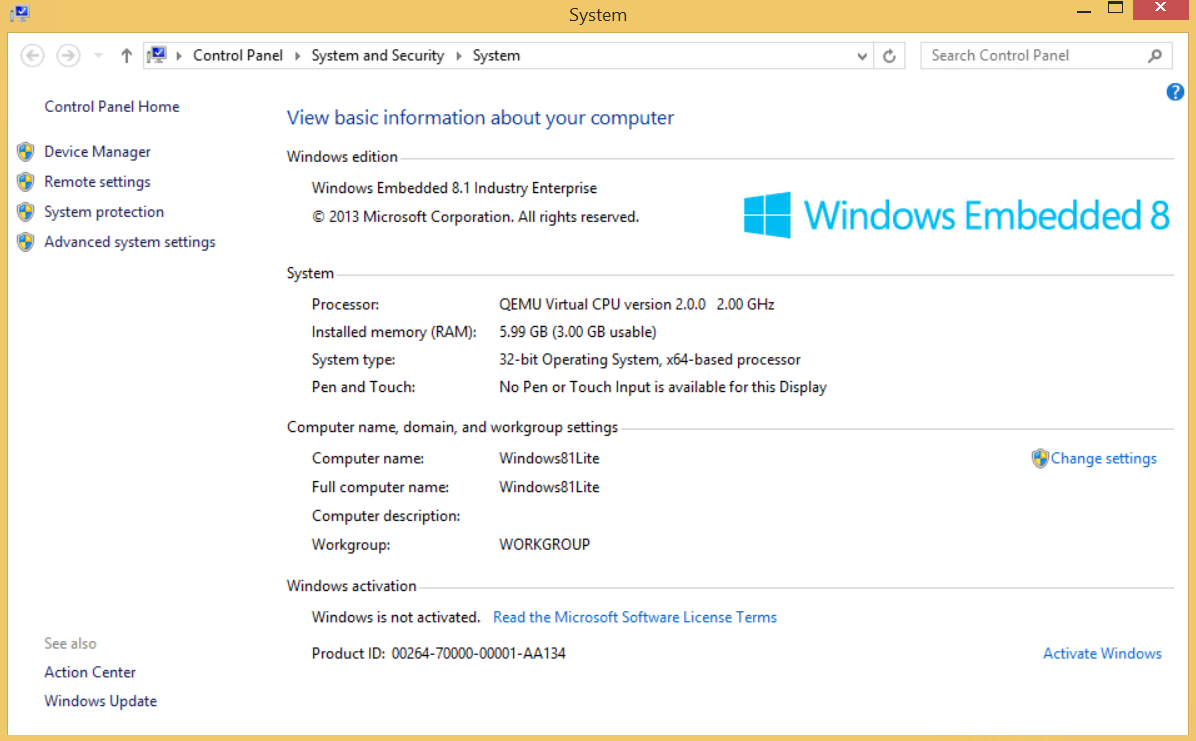 System
Control Panel System and Security System
Search Control Panel
Control Panel Home
Device Manager
Remote settings
System protection
Advanced system settings
See also
Action Center
Windows Update
?
View basic information about your computer
Windows edition
Windows Embedded 8.1 Industry Enterprise
© 2013 Microsoft Corporation. All rights reserved.
Windows Embedded 8
System
Processor: QEMU Virtual CPU version 2.0.0 2.00 GHz
Installed memory (RAM): 5.99 GB (3.00 GB usable)
System type: 32-bit Operating System, x64-based processor
Pen and Touch: No Pen or Touch Input is available for this Display
Computer name, domain, and workgroup settings
Computer name: Windows81Lite Change settings
Full computer name: Windows81Lite
Computer description:
Workgroup: WORKGROUP
Windows activation
Windows is not activated. Read the Microsoft Software License Terms
Product ID: 00264-70000-00001-AA134 Activate Windows